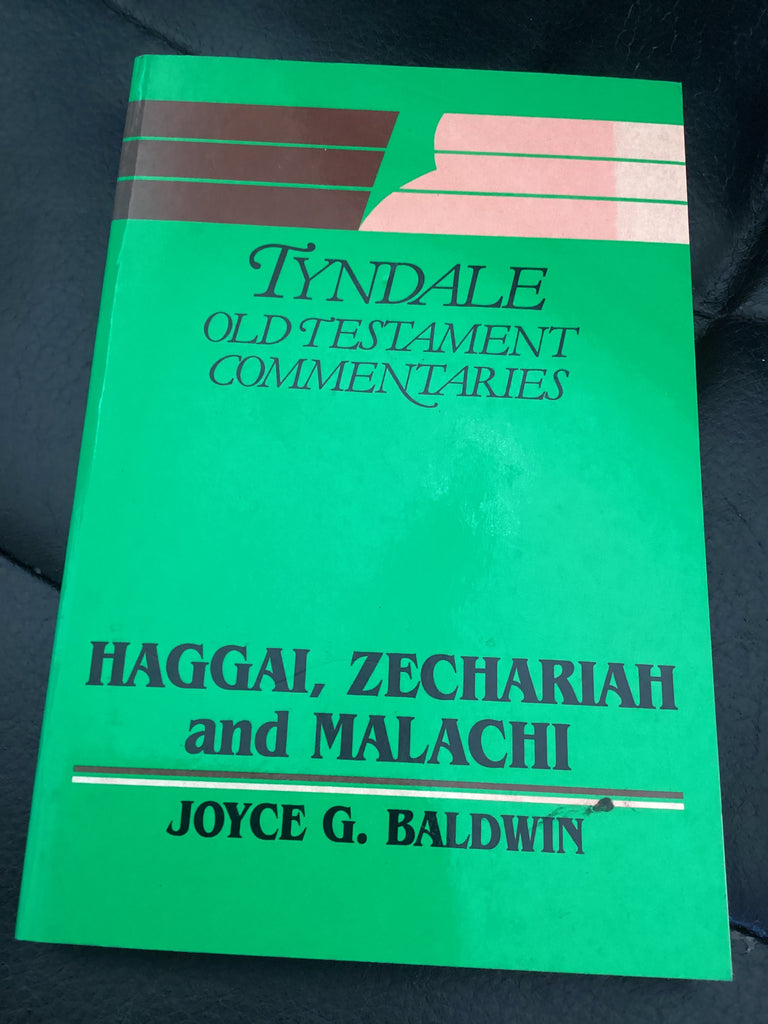 TYNDALE
OLD TESTAMENT
COMMENTARIES
HAGGAI, ZECHARIAH
and MALACHI
JOYCE G. BALDWIN